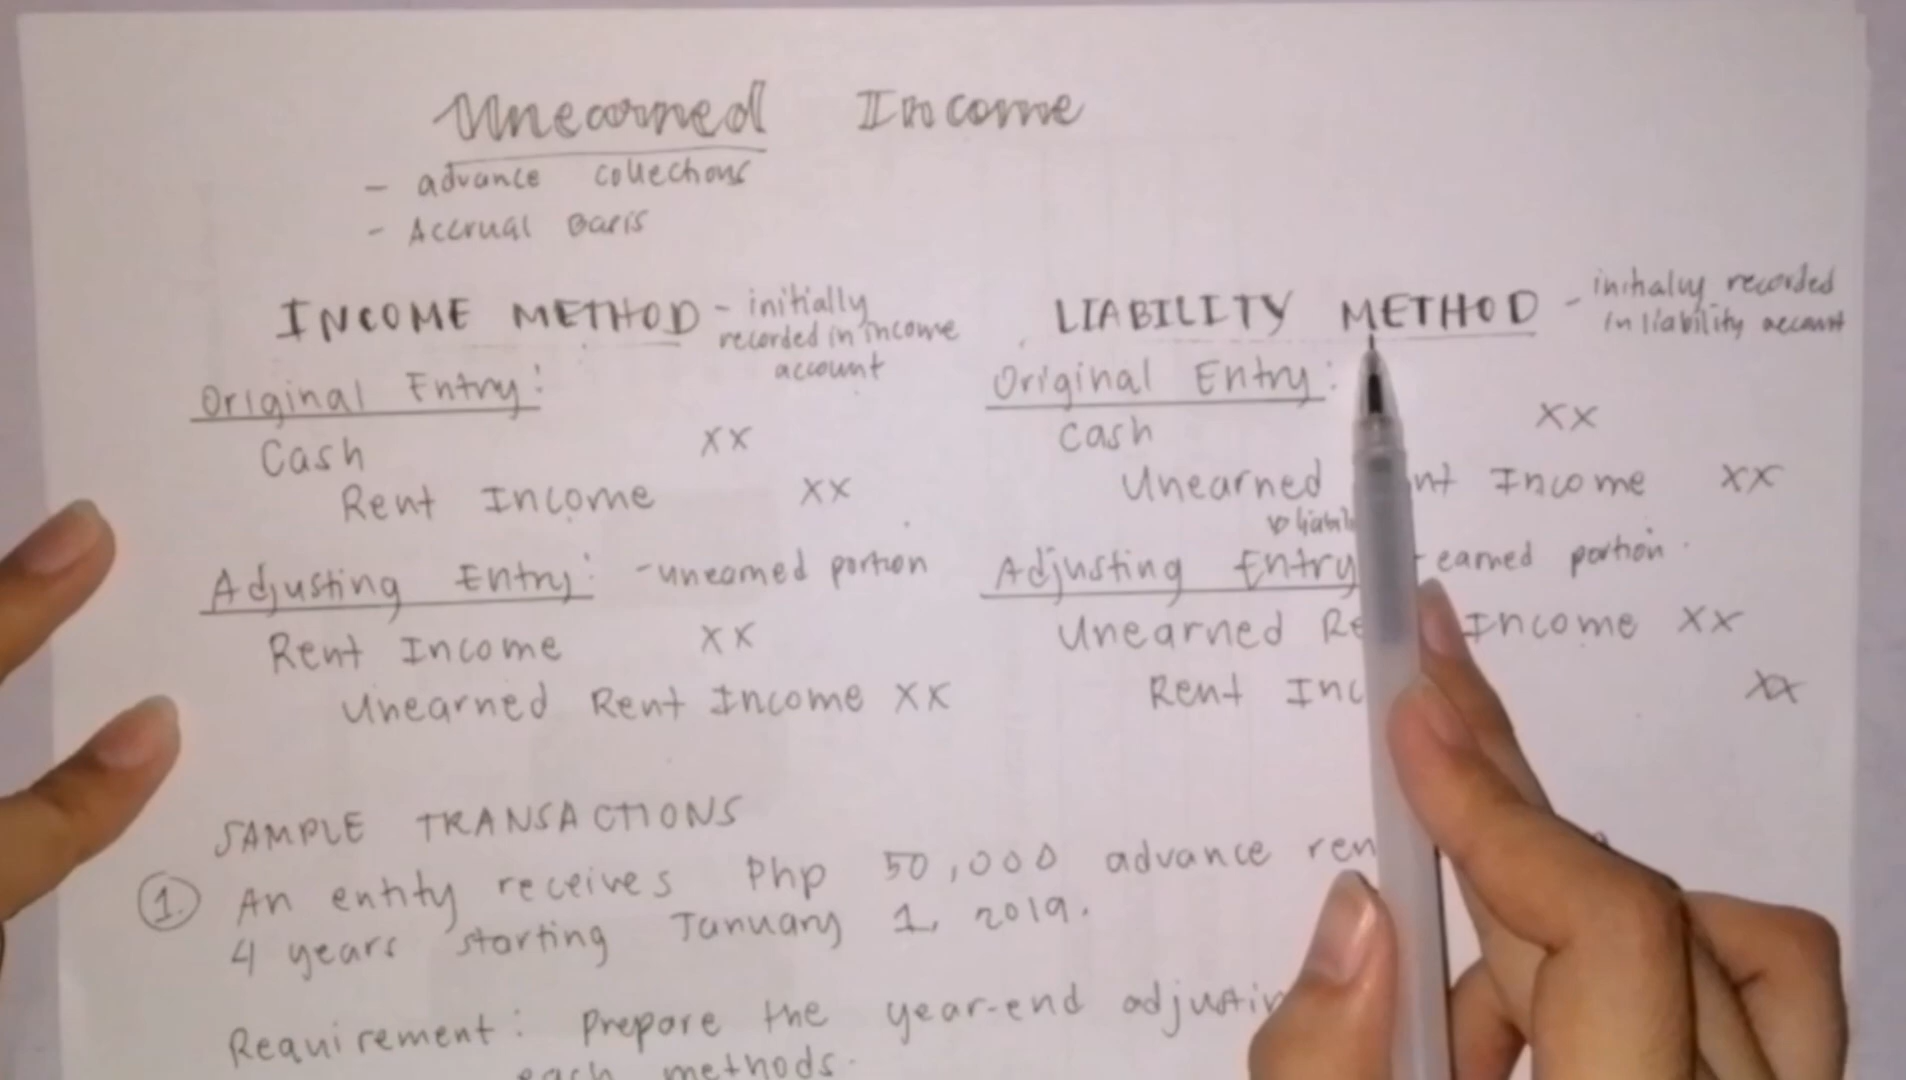 Unearned Income
- advance collections
- Accrual Basis
INCOME METHOD - initially
recorded in income
account
Original Entry:
Cash XX
Rent Income XX
Adjusting Entry: - unearned portion
Rent Income XX
Unearned Rent Income XX
LIABILITY METHOD - initially recorded
in liability account
Original Entry:
Cash XX
Unearned Income XX
Adjusting Entry - earned portion
Unearned Income XX
Rent XX
SAMPLE TRANSACTIONS
1. An entity receives Php 50,000 advance
4 years starting January 1, 2019.
Requirement: Prepare the year-end
each methods.